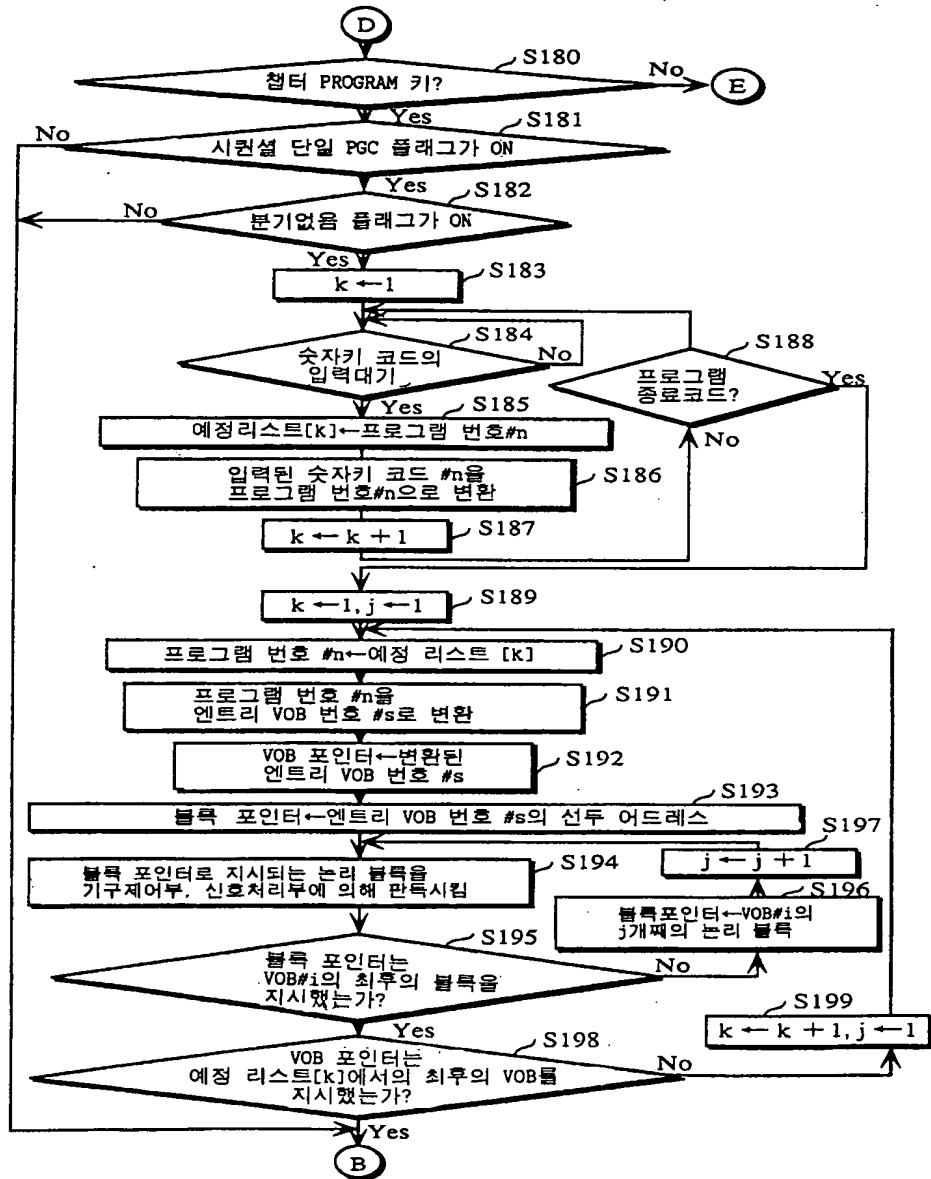 D
S180
챕터 PROGRAM 키?
No
E
Yes
S181
No
시퀀셜 단일 PGC 플래그가 ON
Yes
S182
No
분기없음 플래그가 ON
Yes
S183
k ← 1
S184
숫자키 코드의
입력대기
No
S188
프로그램
종료코드?
Yes
No
Yes
S185
예정리스트[k]←프로그램 번호#n
입력된 숫자키 코드 #n을
프로그램 번호#n으로 변환
S186
S187
k ← k + 1
k ← 1, j ← 1
S189
프로그램 번호 #n←예정 리스트 [k]
S190
프로그램 번호 #n을
엔트리 VOB 번호 #s로 변환
S191
VOB 포인터←변환된
엔트리 VOB 번호 #s
S192
S193
블록 포인터←엔트리 VOB 번호 #s의 선두 어드레스
S197
j ← j + 1
S194
블록 포인터로 지시되는 논리 블록을
기구제어부, 신호처리부에 의해 판독시킴
S196
블록포인터←VOB#i의
j개째의 논리 블록
S195
블록 포인터는
VOB#i의 최후의 블록을
지시했는가?
No
Yes
S199
k ← k + 1, j ← 1
S198
VOB 포인터는
예정 리스트[k]에서의 최후의 VOB를
지시했는가?
No
Yes
B